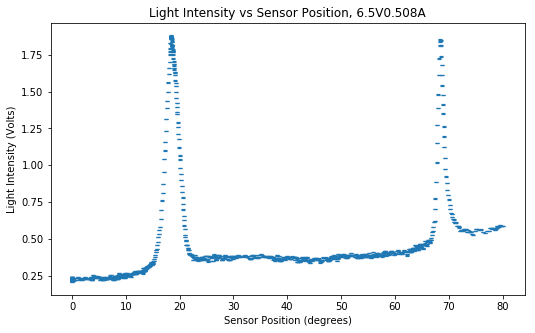 Light Intensity vs Sensor Position, 6.5V0.508A
1.75
1.50
1.25
1.00
0.75
0.50
0.25
Light Intensity (Volts)
0 10 20 30 40 50 60 70 80
Sensor Position (degrees)